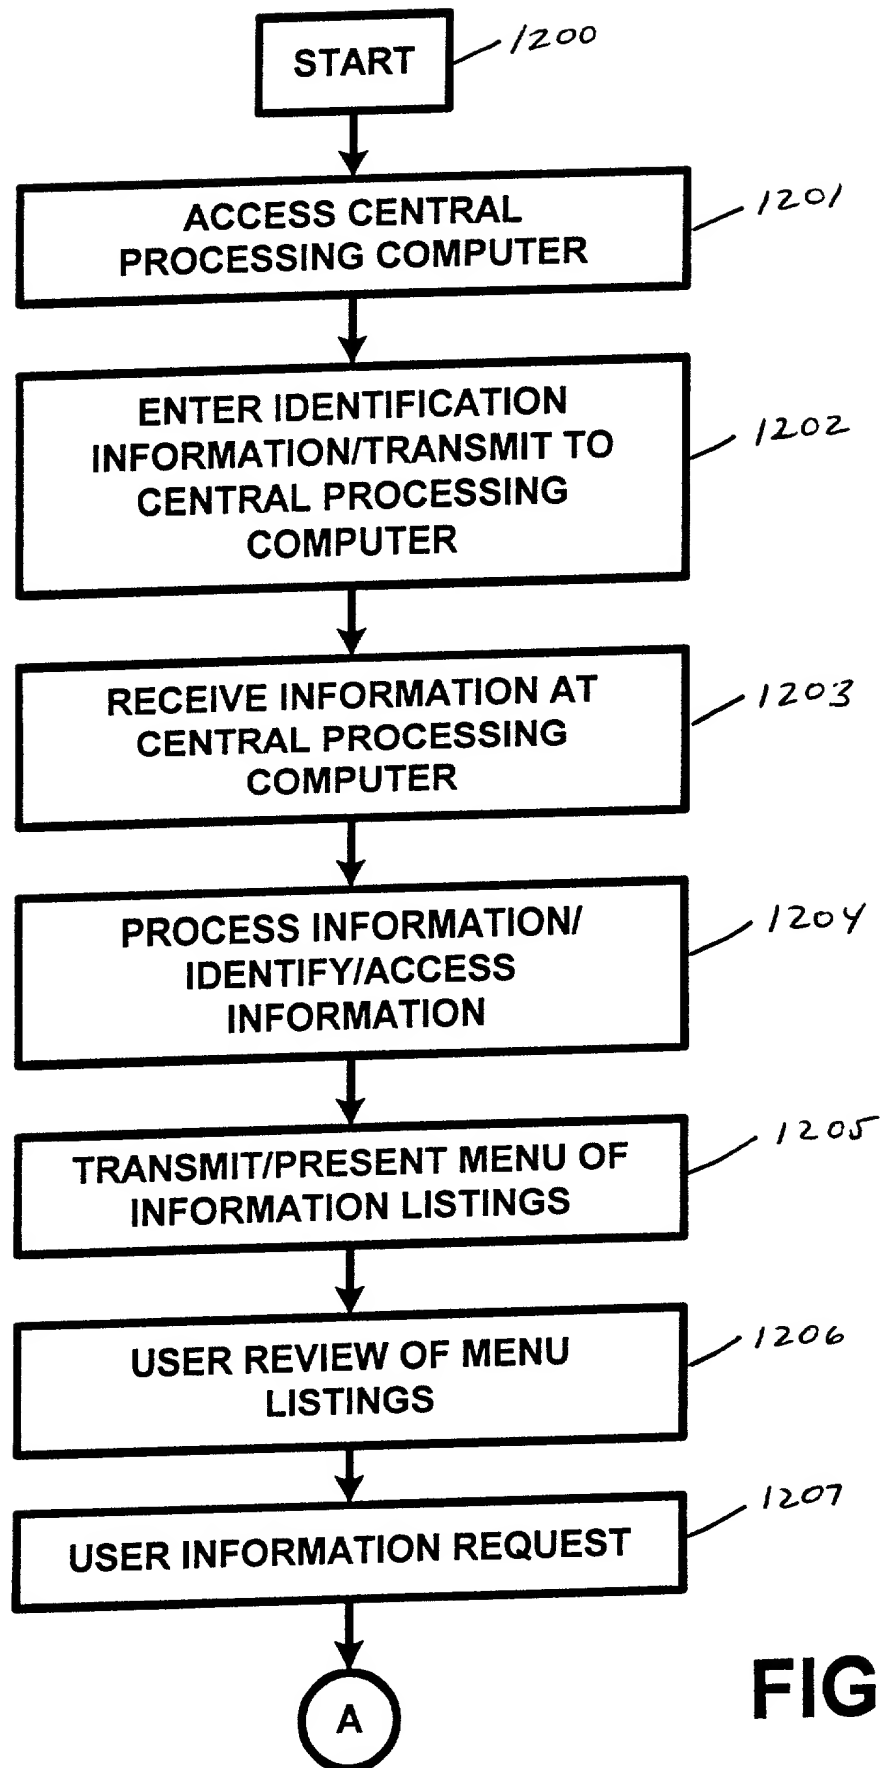 START
1200
ACCESS CENTRAL
PROCESSING COMPUTER
1201
ENTER IDENTIFICATION
INFORMATION/TRANSMIT TO
CENTRAL PROCESSING
COMPUTER
1202
RECEIVE INFORMATION AT
CENTRAL PROCESSING
COMPUTER
1203
PROCESS INFORMATION/
IDENTIFY/ACCESS
INFORMATION
1204
TRANSMIT/PRESENT MENU OF
INFORMATION LISTINGS
1205
USER REVIEW OF MENU
LISTINGS
1206
USER INFORMATION REQUEST
1207
A
FIG